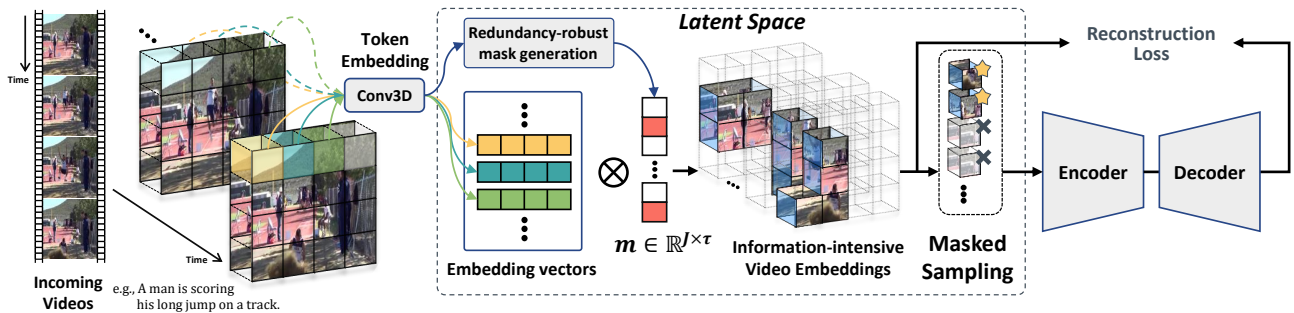 Time
Incoming
Videos
Time
e.g., A man is scoring
his long jump on a track.
Token
Embedding
Conv3D
Latent Space
Redundancy-robust
mask generation
Embedding vectors
m ∈ ℝ^{J×τ}
Information-intensive
Video Embeddings
Masked
Sampling
Reconstruction
Loss
Encoder
Decoder